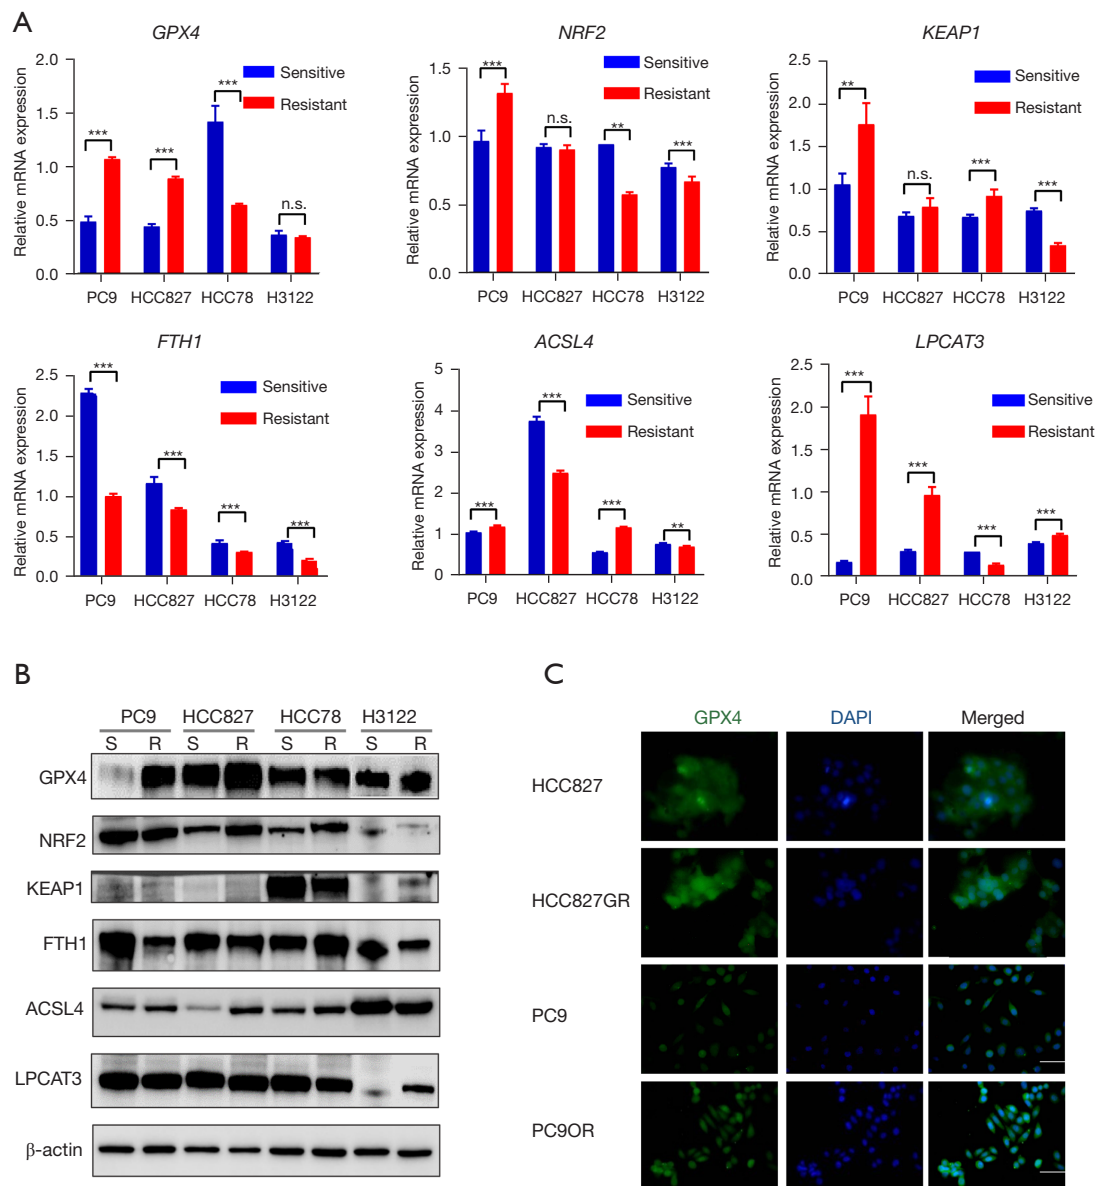 A
GPX4
Relative mRNA expression
2.0
1.5
1.0
0.5
0.0
Sensitive
Resistant
***
***
***
n.s.
PC9 HCC827 HCC78 H3122
NRF2
Relative mRNA expression
1.5
1.0
0.5
0.0
Sensitive
Resistant
***
n.s.
**
***
PC9 HCC827 HCC78 H3122
KEAP1
Relative mRNA expression
2.5
2.0
1.5
1.0
0.5
0.0
Sensitive
Resistant
**
n.s.
***
***
PC9 HCC827 HCC78 H3122
FTH1
Relative mRNA expression
2.5
2.0
1.5
1.0
0.5
0.0
Sensitive
Resistant
***
***
***
***
PC9 HCC827 HCC78 H3122
ACSL4
Relative mRNA expression
5
4
3
2
1
0
Sensitive
Resistant
***
***
***
**
PC9 HCC827 HCC78 H3122
LPCAT3
Relative mRNA expression
2.5
2.0
1.5
1.0
0.5
0.0
Sensitive
Resistant
***
***
***
***
PC9 HCC827 HCC78 H3122
B
PC9 HCC827 HCC78 H3122
S R S R S R S R
GPX4
NRF2
KEAP1
FTH1
ACSL4
LPCAT3
β-actin
C
GPX4 DAPI Merged
HCC827
HCC827GR
PC9
PC9OR